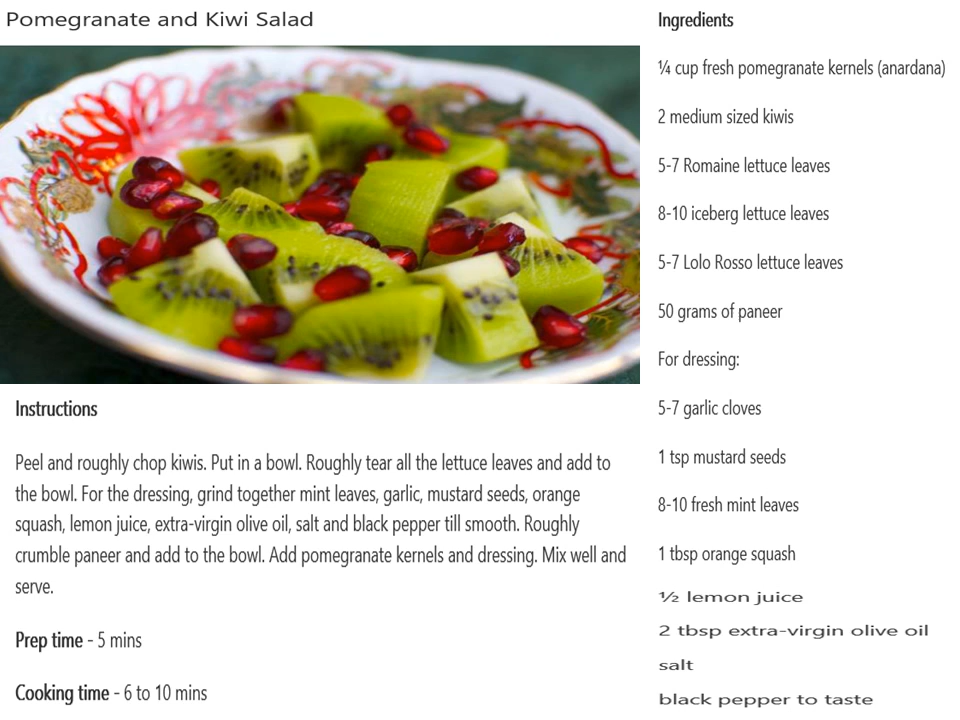 Pomegranate and Kiwi Salad
Instructions
Peel and roughly chop kiwis. Put in a bowl. Roughly tear all the lettuce leaves and add to
the bowl. For the dressing, grind together mint leaves, garlic, mustard seeds, orange
squash, lemon juice, extra-virgin olive oil, salt and black pepper till smooth. Roughly
crumble paneer and add to the bowl. Add pomegranate kernels and dressing. Mix well and
serve.
Prep time - 5 mins
Cooking time - 6 to 10 mins
Ingredients
¼ cup fresh pomegranate kernels (anardana)
2 medium sized kiwis
5-7 Romaine lettuce leaves
8-10 iceberg lettuce leaves
5-7 Lolo Rosso lettuce leaves
50 grams of paneer
For dressing:
5-7 garlic cloves
1 tsp mustard seeds
8-10 fresh mint leaves
1 tbsp orange squash
½ lemon juice
2 tbsp extra-virgin olive oil
salt
black pepper to taste